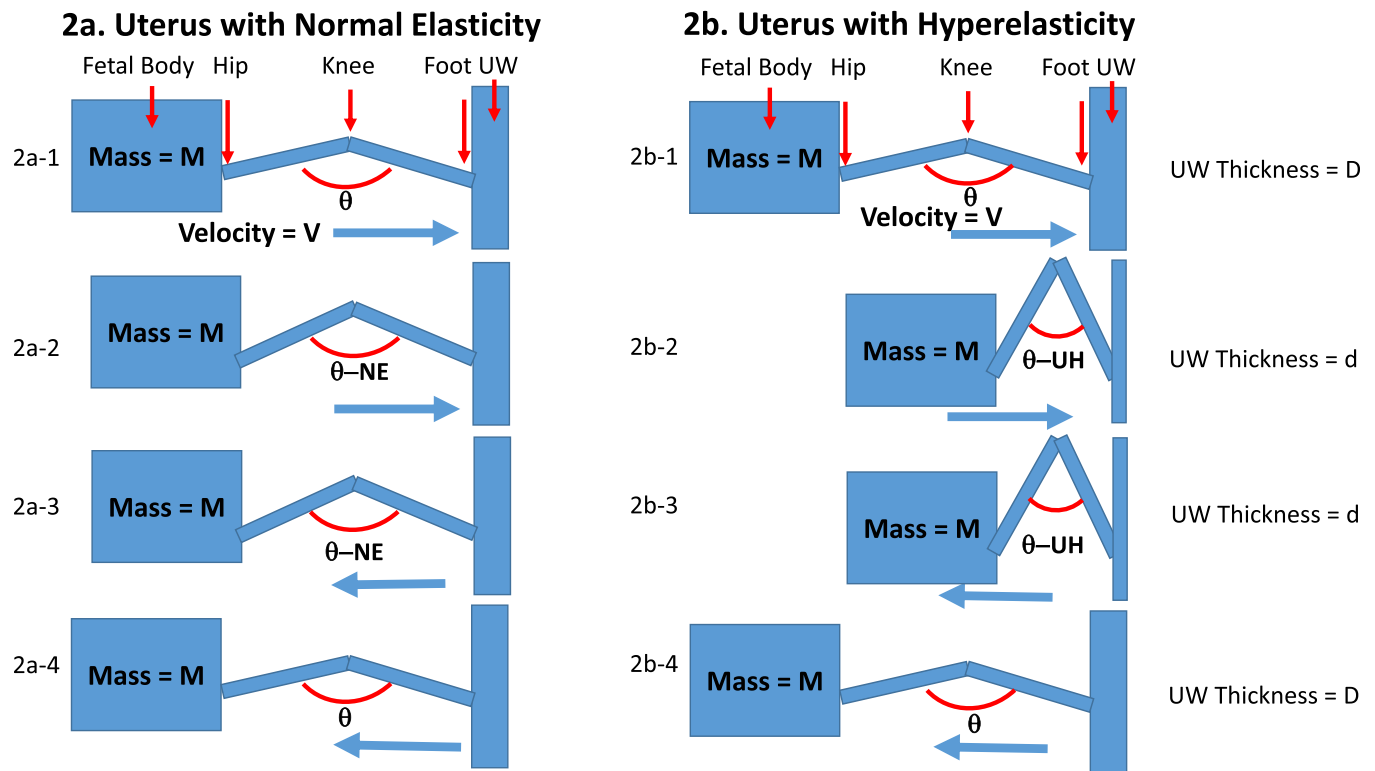 2a. Uterus with Normal Elasticity
Fetal Body Hip Knee Foot UW
2a-1
Mass = M
θ
Velocity = V
2a-2
Mass = M
θ–NE
2a-3
Mass = M
θ–NE
2a-4
Mass = M
θ
2b. Uterus with Hyperelasticity
Fetal Body Hip Knee Foot UW
2b-1
Mass = M
θ
Velocity = V
UW Thickness = D
2b-2
Mass = M
θ–UH
UW Thickness = d
2b-3
Mass = M
θ–UH
UW Thickness = d
2b-4
Mass = M
θ
UW Thickness = D